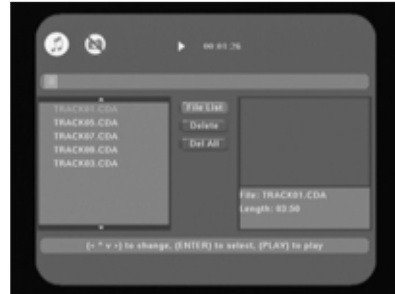 00:01:26
TRACK01.CDA
TRACK05.CDA
TRACK07.CDA
TRACK09.CDA
TRACK03.CDA
File List
Delete
Del All
File: TRACK01.CDA
Length: 03:50
(< ^ v >) to change, (ENTER) to select, (PLAY) to play